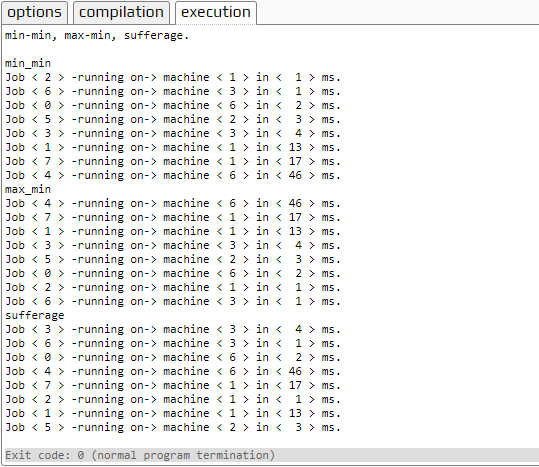 options compilation execution
min-min, max-min, sufferage.
min_min
Job < 2 > -running on-> machine < 1 > in <  1 > ms.
Job < 6 > -running on-> machine < 3 > in <  1 > ms.
Job < 0 > -running on-> machine < 6 > in <  2 > ms.
Job < 5 > -running on-> machine < 2 > in <  3 > ms.
Job < 3 > -running on-> machine < 3 > in <  4 > ms.
Job < 1 > -running on-> machine < 1 > in < 13 > ms.
Job < 7 > -running on-> machine < 1 > in < 17 > ms.
Job < 4 > -running on-> machine < 6 > in < 46 > ms.
max_min
Job < 4 > -running on-> machine < 6 > in < 46 > ms.
Job < 7 > -running on-> machine < 1 > in < 17 > ms.
Job < 1 > -running on-> machine < 1 > in < 13 > ms.
Job < 3 > -running on-> machine < 3 > in <  4 > ms.
Job < 5 > -running on-> machine < 2 > in <  3 > ms.
Job < 0 > -running on-> machine < 6 > in <  2 > ms.
Job < 2 > -running on-> machine < 1 > in <  1 > ms.
Job < 6 > -running on-> machine < 3 > in <  1 > ms.
sufferage
Job < 3 > -running on-> machine < 3 > in <  4 > ms.
Job < 6 > -running on-> machine < 3 > in <  1 > ms.
Job < 0 > -running on-> machine < 6 > in <  2 > ms.
Job < 4 > -running on-> machine < 6 > in < 46 > ms.
Job < 7 > -running on-> machine < 1 > in < 17 > ms.
Job < 2 > -running on-> machine < 1 > in <  1 > ms.
Job < 1 > -running on-> machine < 1 > in < 13 > ms.
Job < 5 > -running on-> machine < 2 > in <  3 > ms.
Exit code: 0 (normal program termination)